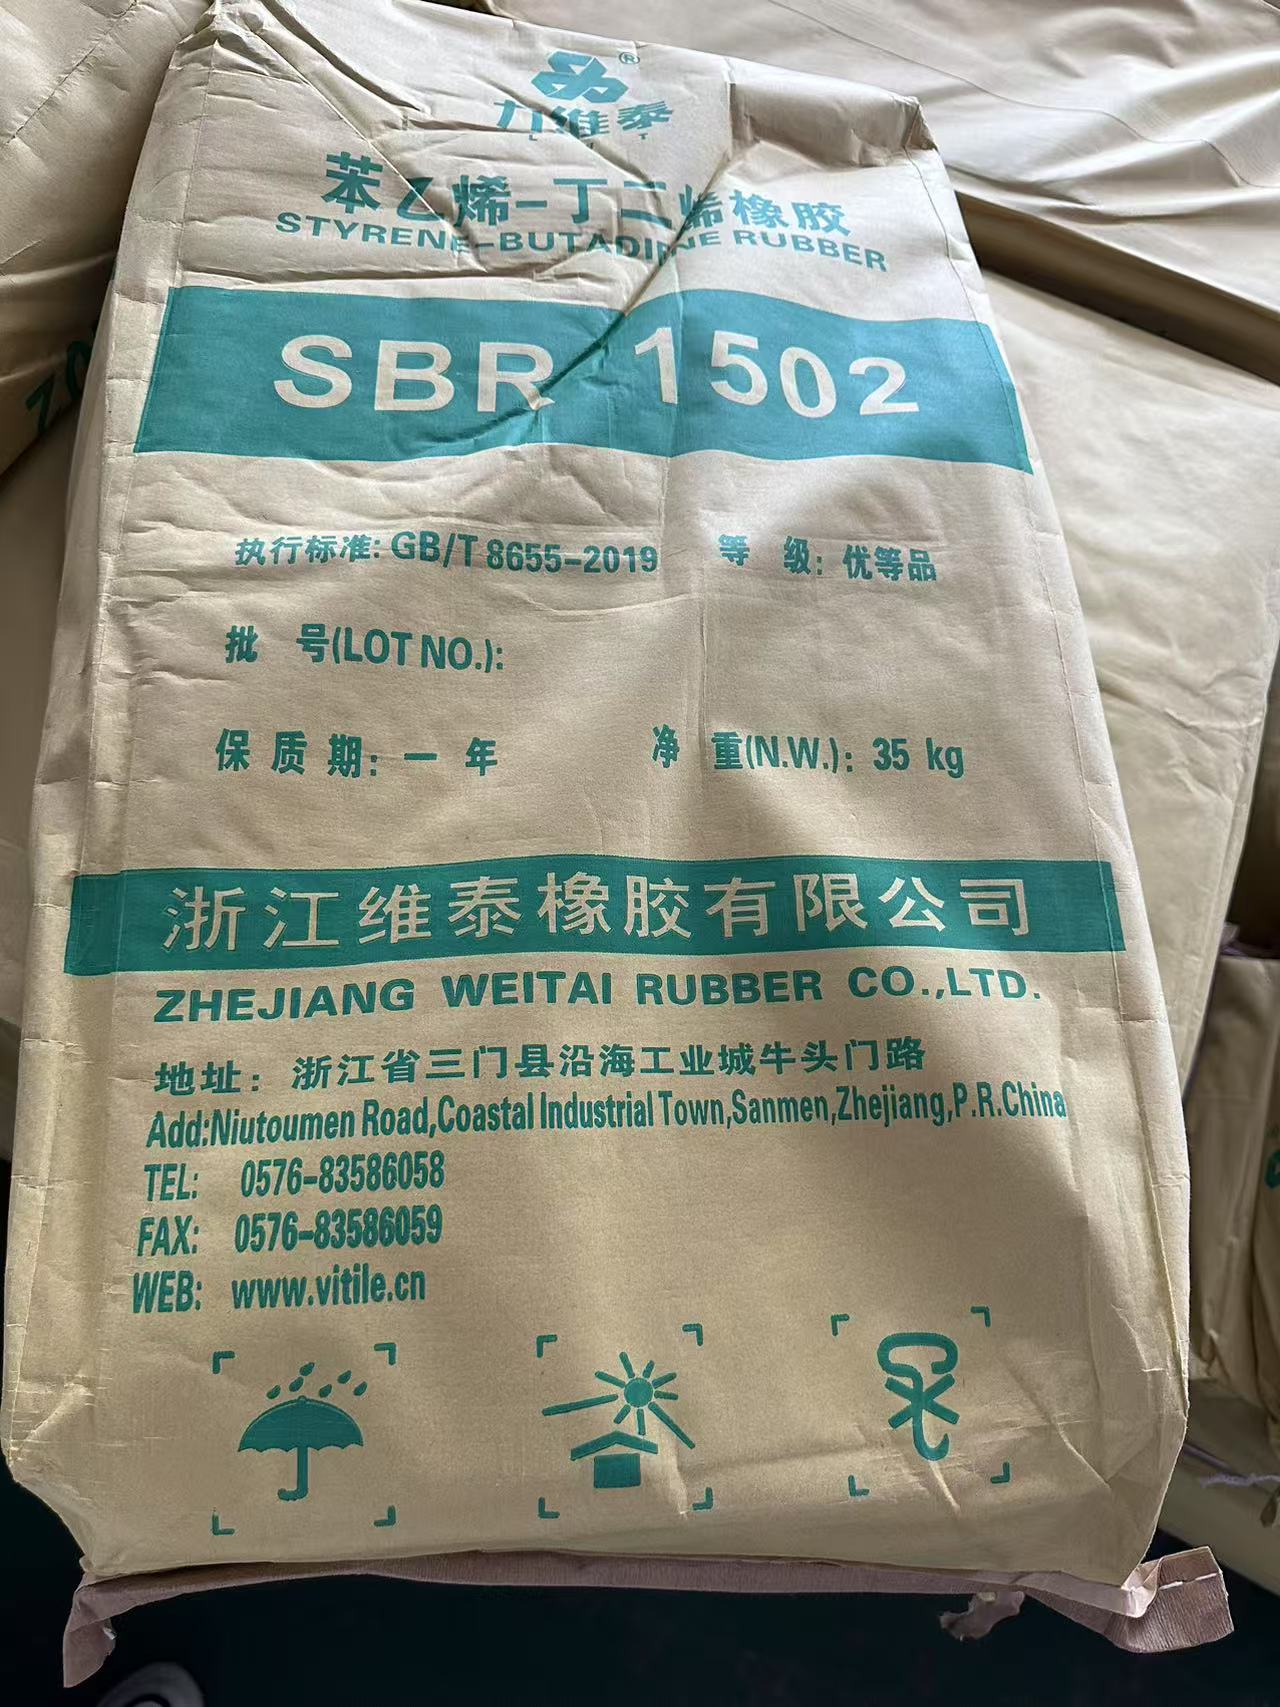 ®
力维泰
苯乙烯-丁二烯橡胶
STYRENE-BUTADIENE RUBBER
SBR 1502
执行标准: GB/T 8655-2019 等 级: 优等品
批 号(LOT NO.):
保 质 期: 一 年 净 重(N.W.): 35 kg
浙江维泰橡胶有限公司
ZHEJIANG WEITAI RUBBER CO.,LTD.
地址: 浙江省三门县沿海工业城牛头门路
Add:Niutoumen Road,Coastal Industrial Town,Sanmen,Zhejiang,P.R.China
TEL: 0576-83586058
FAX: 0576-83586059
WEB: www.vitile.cn